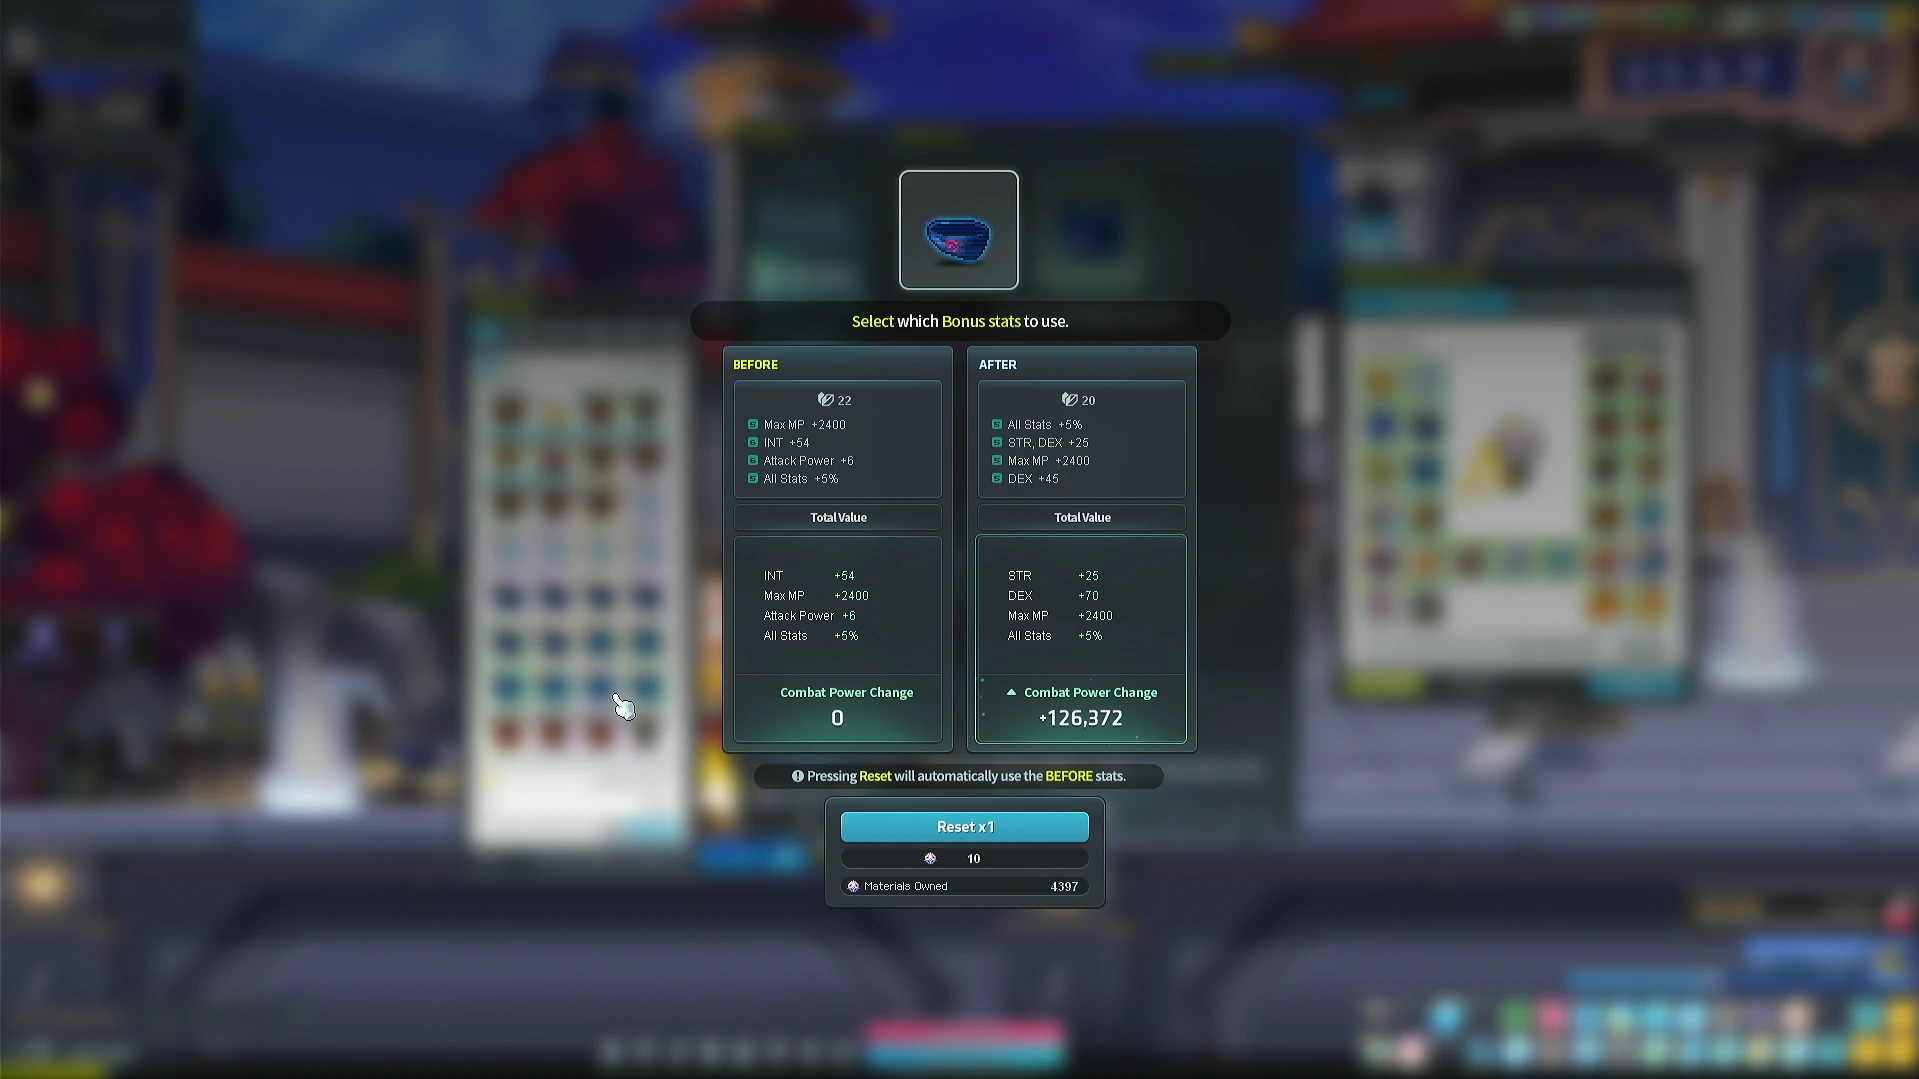 Select which Bonus stats to use.
BEFORE
22
Max MP +2400
INT +54
Attack Power +6
All Stats +5%
Total Value
INT +54
Max MP +2400
Attack Power +6
All Stats +5%
Combat Power Change
0
AFTER
20
All Stats +5%
STR, DEX +25
Max MP +2400
DEX +45
Total Value
STR +25
DEX +70
Max MP +2400
All Stats +5%
Combat Power Change
+126,372
Pressing Reset will automatically use the BEFORE stats.
Reset x1
10
Materials Owned 4397